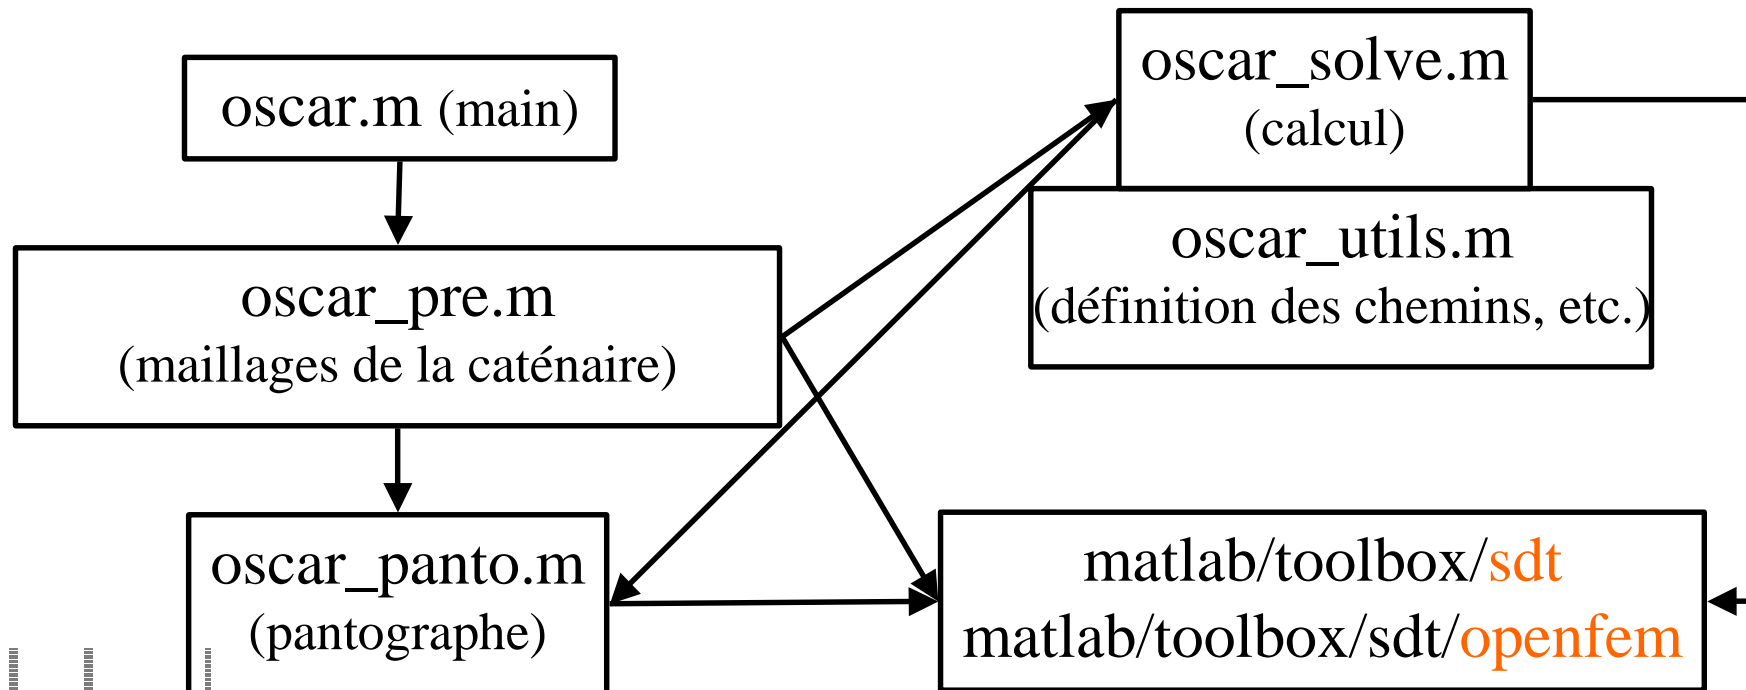 oscar.m (main)
oscar_pre.m
(maillages de la caténaire)
oscar_panto.m
(pantographe)
oscar_solve.m
(calcul)
oscar_utils.m
(définition des chemins, etc.)
matlab/toolbox/sdt
matlab/toolbox/sdt/openfem